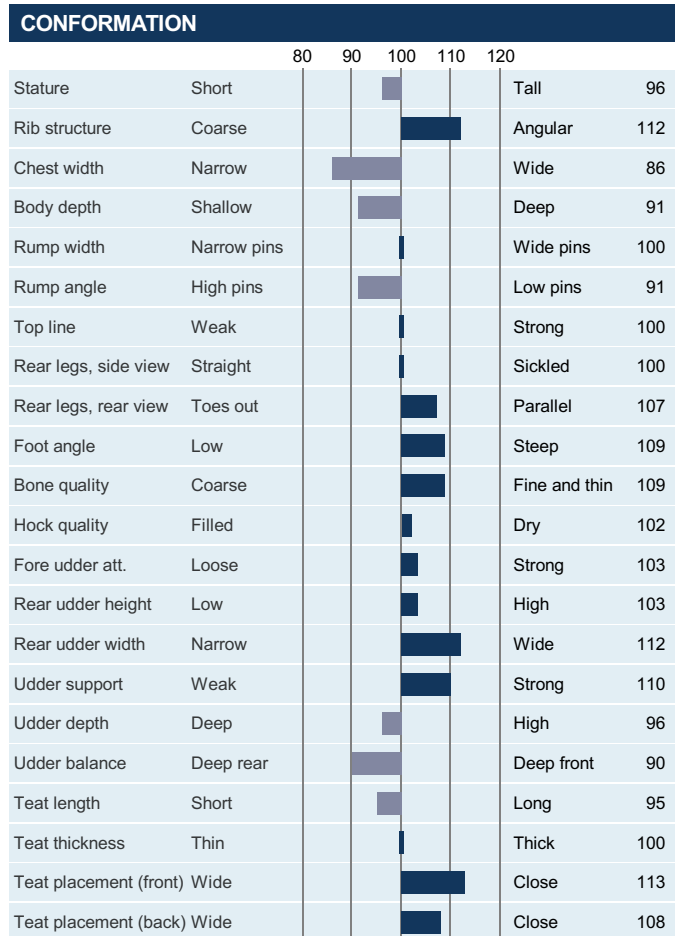 CONFORMATION
80 90 100 110 120
Stature Short Tall 96
Rib structure Coarse Angular 112
Chest width Narrow Wide 86
Body depth Shallow Deep 91
Rump width Narrow pins Wide pins 100
Rump angle High pins Low pins 91
Top line Weak Strong 100
Rear legs, side view Straight Sickled 100
Rear legs, rear view Toes out Parallel 107
Foot angle Low Steep 109
Bone quality Coarse Fine and thin 109
Hock quality Filled Dry 102
Fore udder att. Loose Strong 103
Rear udder height Low High 103
Rear udder width Narrow Wide 112
Udder support Weak Strong 110
Udder depth Deep High 96
Udder balance Deep rear Deep front 90
Teat length Short Long 95
Teat thickness Thin Thick 100
Teat placement (front) Wide Close 113
Teat placement (back) Wide Close 108